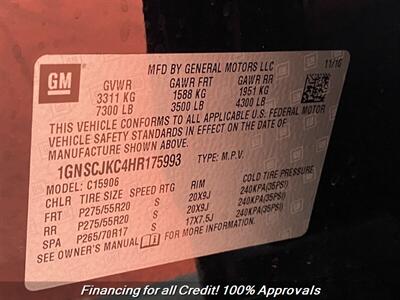 GM
MFD BY GENERAL MOTORS LLC
11/16
GVWR GAWR FRT GAWR RR
3311 KG 1588 KG 1951 KG
7300 LB 3500 LB 4300 LB
THIS VEHICLE CONFORMS TO ALL APPLICABLE U.S. FEDERAL MOTOR
VEHICLE SAFETY STANDARDS IN EFFECT ON THE DATE OF
MANUFACTURE SHOWN ABOVE.
1GNSCJKC4HR175993 TYPE: M.P.V.
MODEL: C15906
CHLR TIRE SIZE SPEED RTG RIM COLD TIRE PRESSURE
FRT P275/55R20 S 20X9J 240KPA(35PSI)
RR P275/55R20 S 20X9J 240KPA(35PSI)
SPA P265/70R17 S 17X7.5J 240KPA(35PSI)
SEE OWNER'S MANUAL FOR MORE INFORMATION.
Financing for all Credit! 100% Approvals